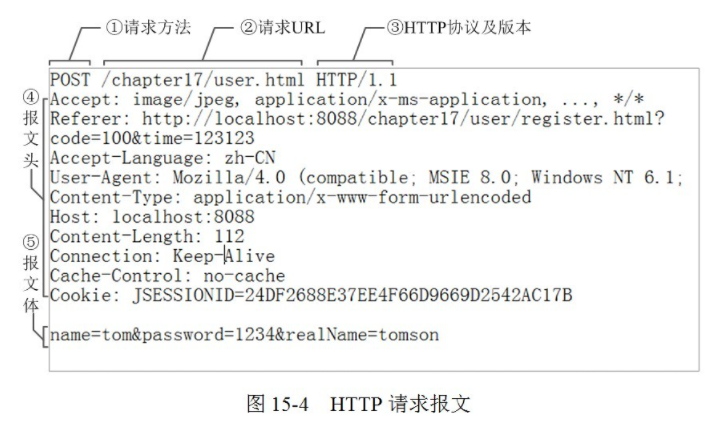 ①请求方法 ②请求URL ③HTTP协议及版本
POST /chapter17/user.html HTTP/1.1
④报文头
Accept: image/jpeg, application/x-ms-application, ..., */*
Referer: http://localhost:8088/chapter17/user/register.html?
code=100&time=123123
Accept-Language: zh-CN
User-Agent: Mozilla/4.0 (compatible; MSIE 8.0; Windows NT 6.1;
Content-Type: application/x-www-form-urlencoded
Host: localhost:8088
Content-Length: 112
Connection: Keep-Alive
Cache-Control: no-cache
Cookie: JSESSIONID=24DF2688E37EE4F66D9669D2542AC17B
⑤报文体
name=tom&password=1234&realName=tomson
图 15-4 HTTP 请求报文